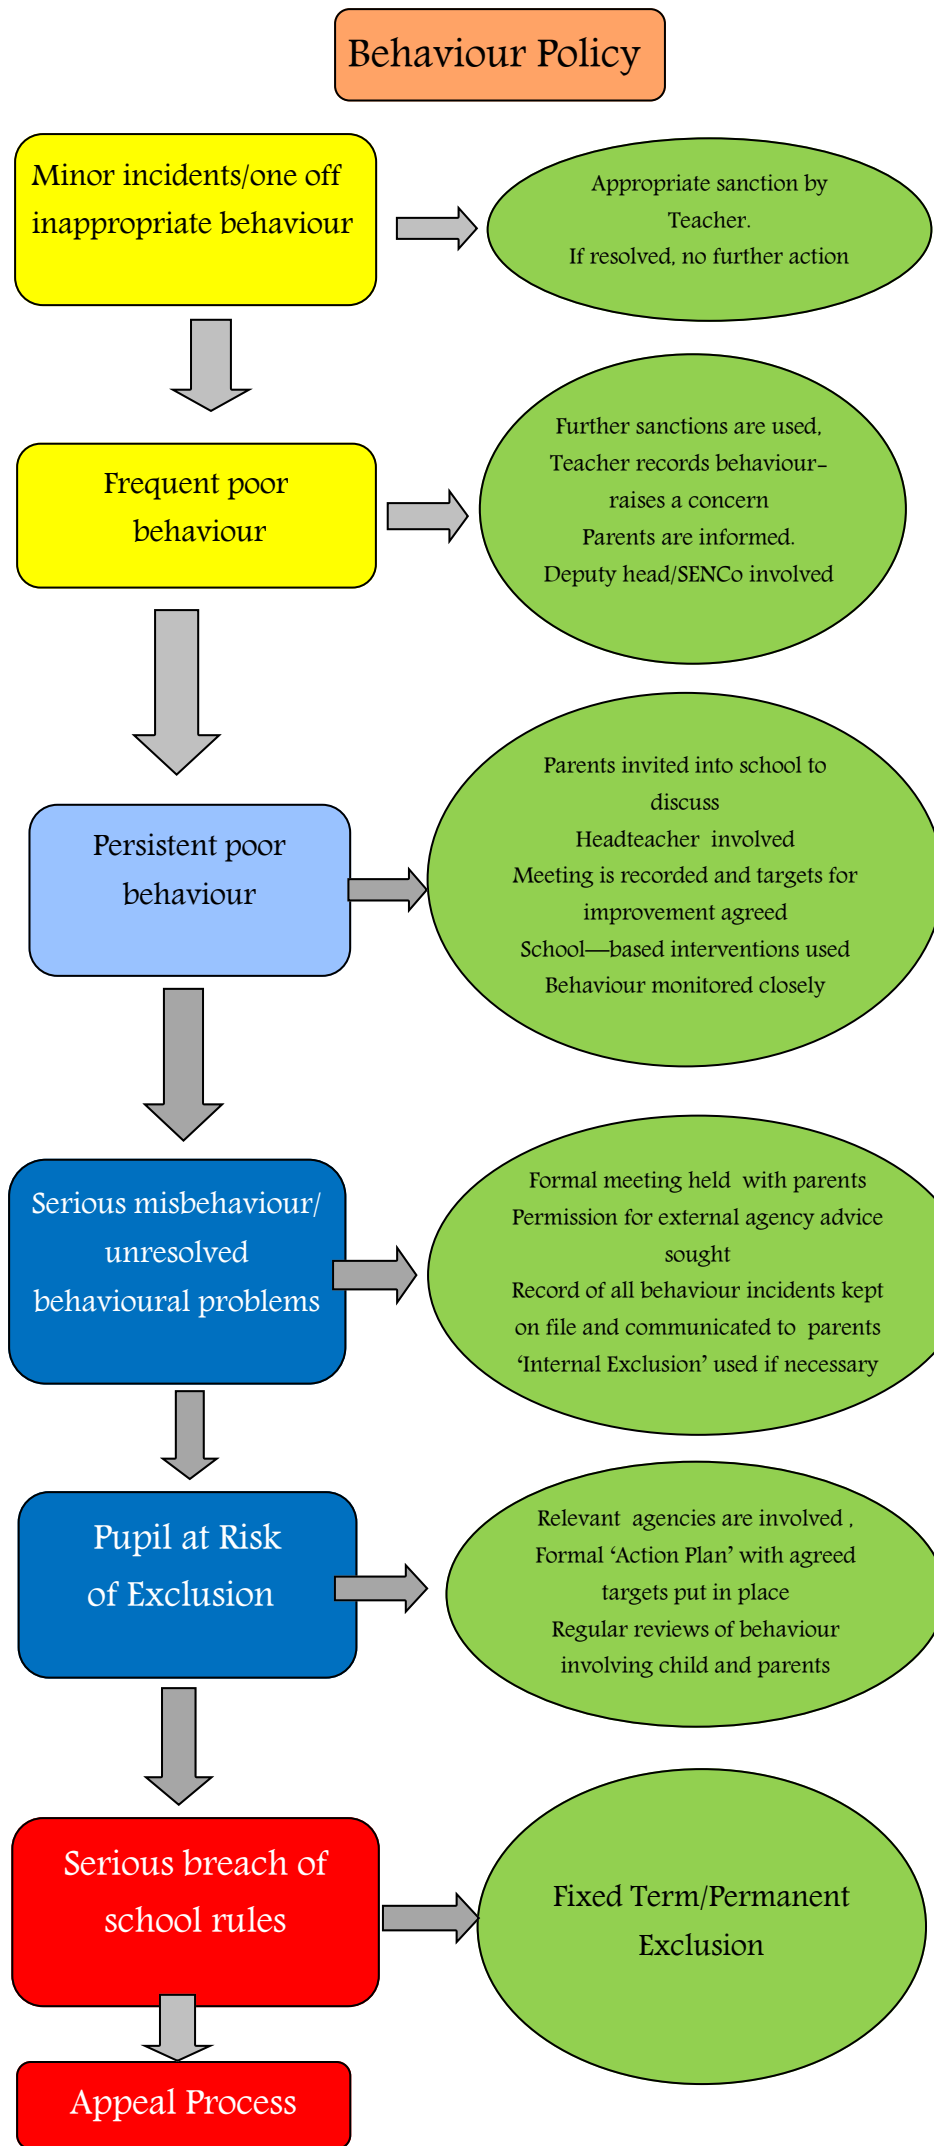 Behaviour Policy
Minor incidents/one off
inappropriate behaviour
Appropriate sanction by
Teacher.
If resolved, no further action
Frequent poor
behaviour
Further sanctions are used,
Teacher records behaviour-
raises a concern
Parents are informed.
Deputy head/SENCo involved
Persistent poor
behaviour
Parents invited into school to
discuss
Headteacher involved
Meeting is recorded and targets for
improvement agreed
School—based interventions used
Behaviour monitored closely
Serious misbehaviour/
unresolved
behavioural problems
Formal meeting held with parents
Permission for external agency advice
sought
Record of all behaviour incidents kept
on file and communicated to parents
‘Internal Exclusion’ used if necessary
Pupil at Risk
of Exclusion
Relevant agencies are involved ,
Formal ‘Action Plan’ with agreed
targets put in place
Regular reviews of behaviour
involving child and parents
Serious breach of
school rules
Fixed Term/Permanent
Exclusion
Appeal Process